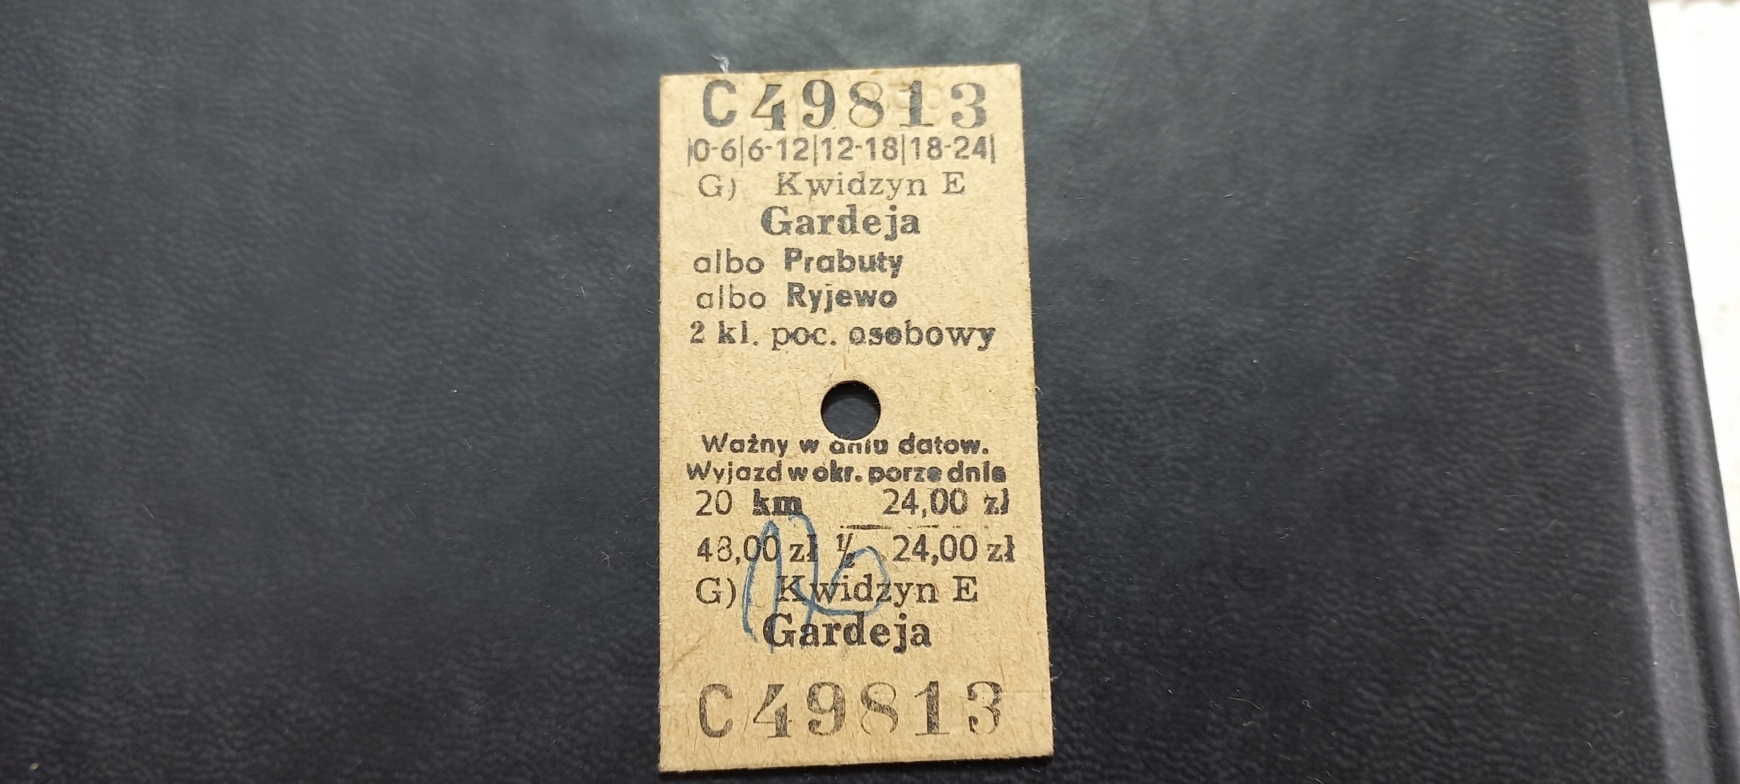 C 49813
|0-6|6-12|12-18|18-24|
G) Kwidzyn E
Gardeja
albo Prabuty
albo Ryjewo
2 kl. poc. osobowy
Ważny w dniu datow.
Wyjazd w okr. porze dnia
20 km 24,00 zł
48,00 zł ½ 24,00 zł
G) Kwidzyn E
Gardeja
C 49813